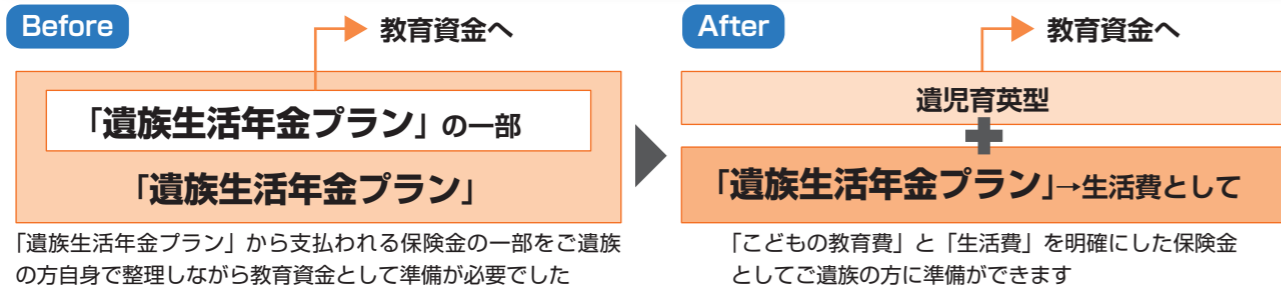 Before
教育資金へ
「遺族生活年金プラン」の一部
「遺族生活年金プラン」
「遺族生活年金プラン」から支払われる保険金の一部をご遺族
の方自身で整理しながら教育資金として準備が必要でした
After
教育資金へ
遺児育英型
「遺族生活年金プラン」→生活費として
「こどもの教育費」と「生活費」を明確にした保険金
としてご遺族の方に準備ができます